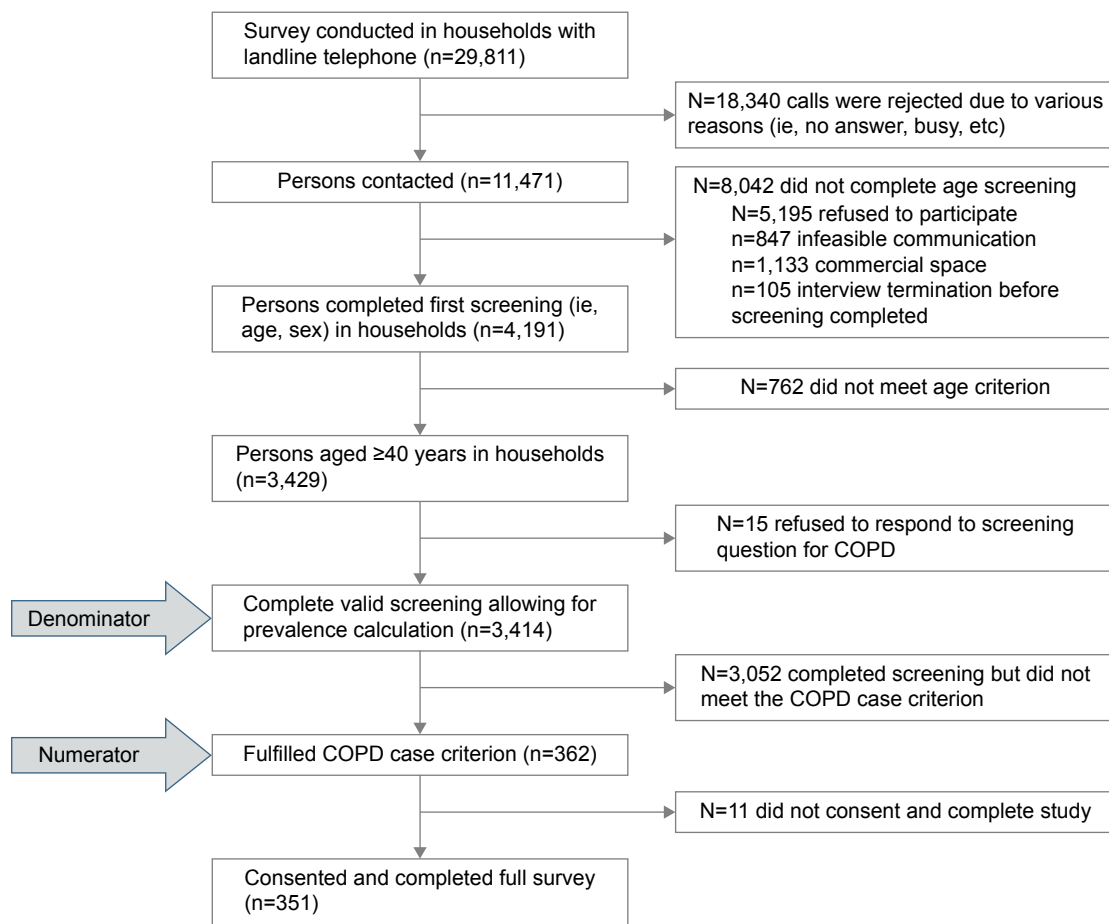 Survey conducted in households with
landline telephone (n=29,811)
N=18,340 calls were rejected due to various
reasons (ie, no answer, busy, etc)
Persons contacted (n=11,471)
N=8,042 did not complete age screening
N=5,195 refused to participate
n=847 infeasible communication
n=1,133 commercial space
n=105 interview termination before
screening completed
Persons completed first screening (ie,
age, sex) in households (n=4,191)
N=762 did not meet age criterion
Persons aged ≥40 years in households
(n=3,429)
N=15 refused to respond to screening
question for COPD
Denominator
Complete valid screening allowing for
prevalence calculation (n=3,414)
N=3,052 completed screening but did not
meet the COPD case criterion
Numerator
Fulfilled COPD case criterion (n=362)
N=11 did not consent and complete study
Consented and completed full survey
(n=351)